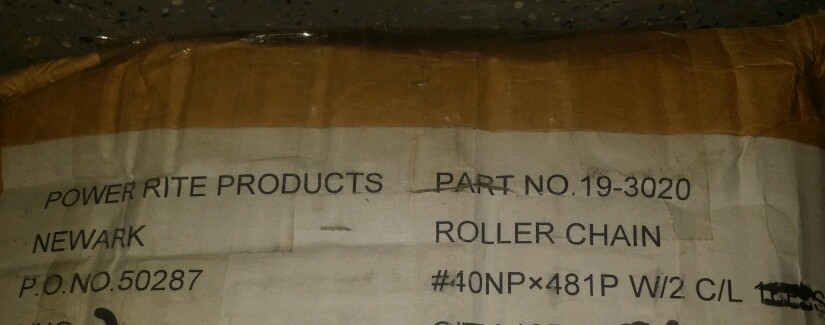 POWER RITE PRODUCTS
NEWARK
P.O.NO.50287
PART NO.19-3020
ROLLER CHAIN
#40NP×481P W/2 C/L